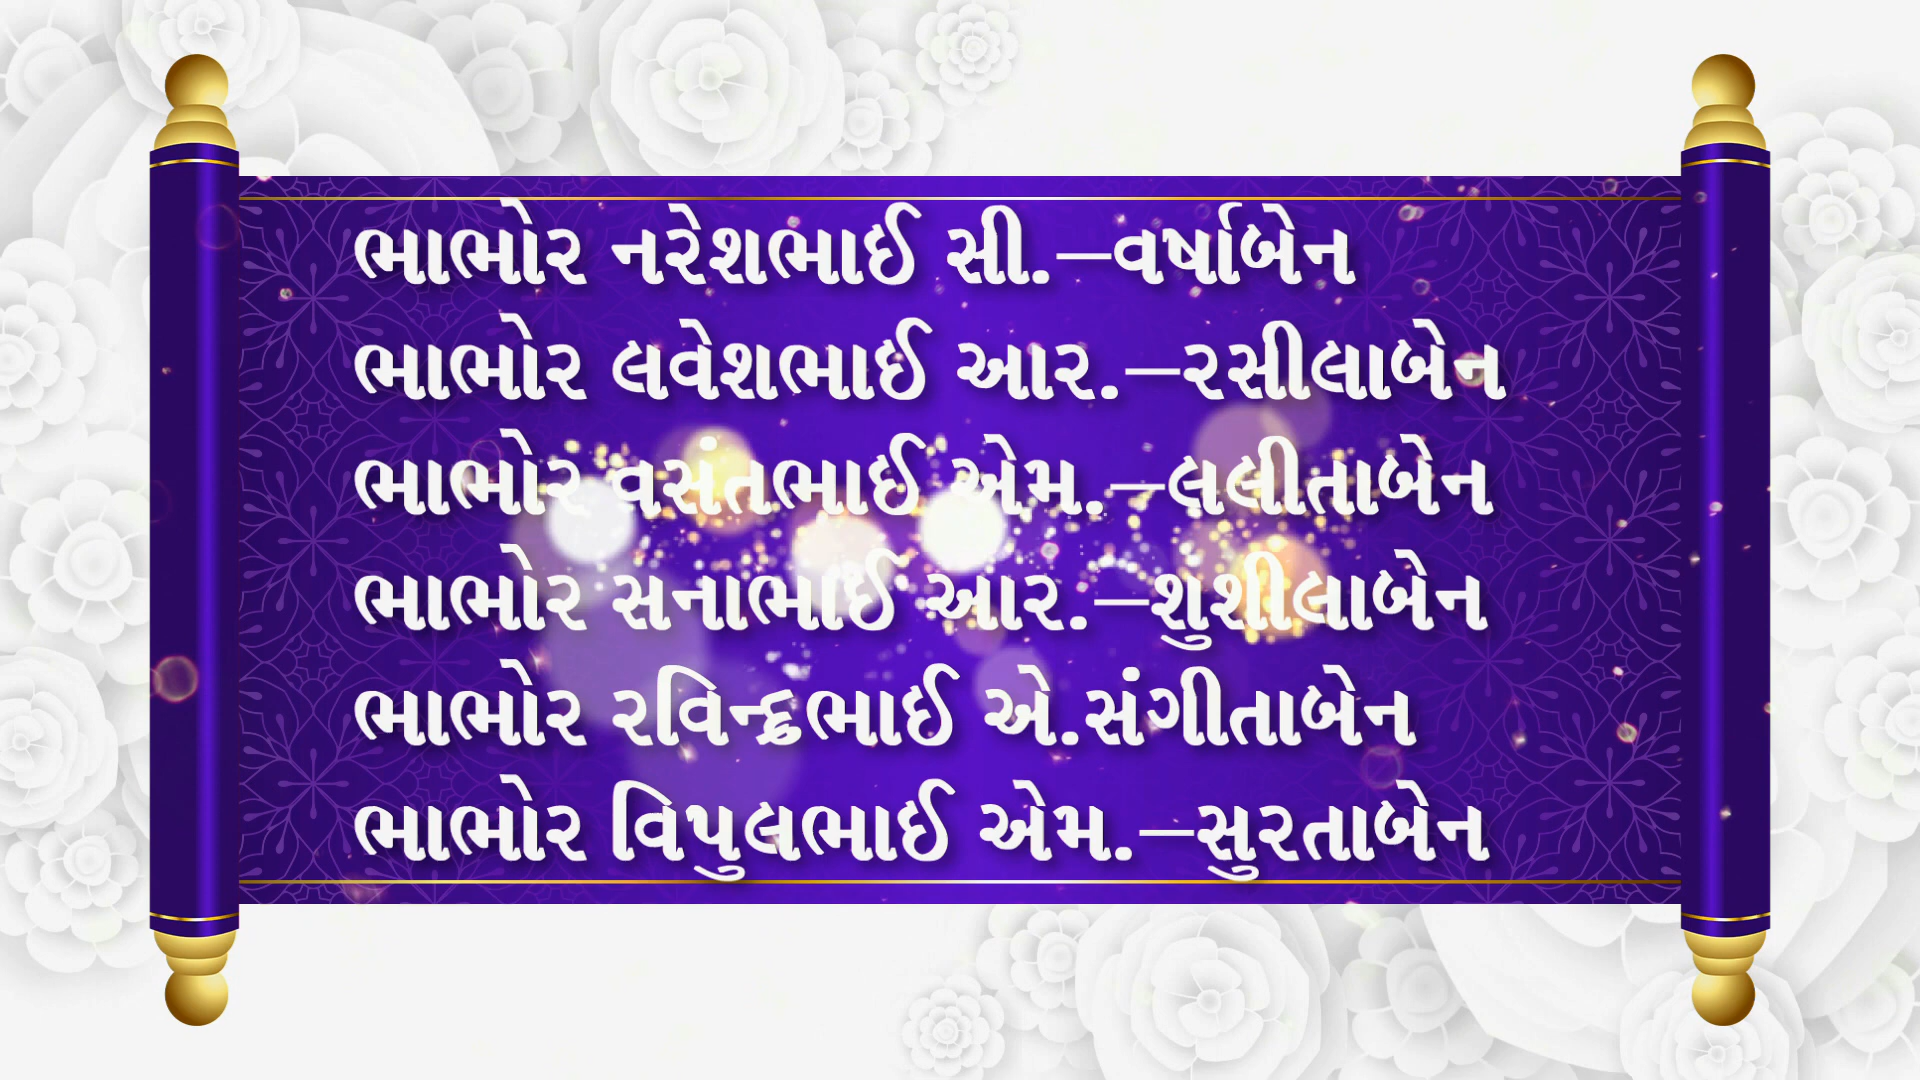 ભાભોર નરેશભાઈ સી.–વર્ષાબેન
ભાભોર લવેશભાઈ આર.–રસીલાબેન
ભાભોર વસંતભાઈ એમ.–લલીતાબેન
ભાભોર સનાભાઈ આર.–શુશીલાબેન
ભાભોર રવિન્દ્રભાઈ એ.સંગીતાબેન
ભાભોર વિપુલભાઈ એમ.–સુરતાબેન